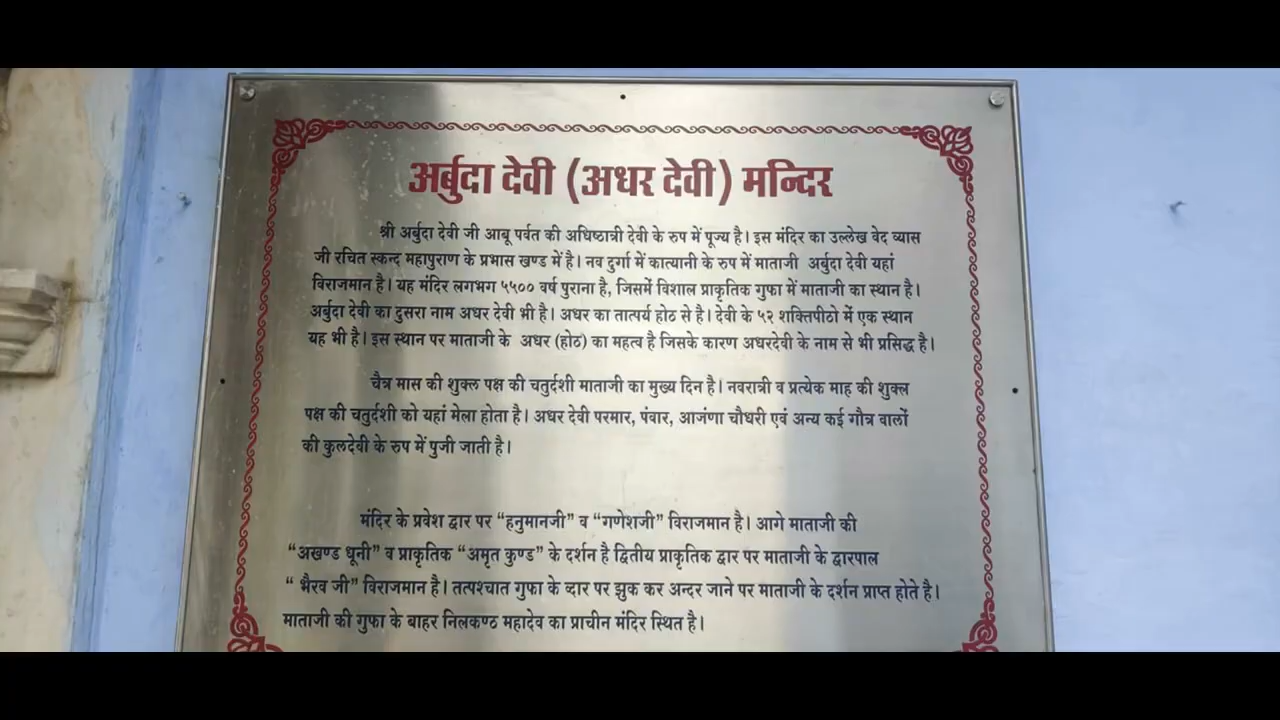 अर्बुदा देवी (अधर देवी) मन्दिर
श्री अर्बुदा देवी जी आबू पर्वत की अधिष्ठात्री देवी के रुप में पूज्य है। इस मंदिर का उल्लेख वेद व्यास
जी रचित स्कन्द महापुराण के प्रभास खण्ड में है। नव दुर्गा में कात्यानी के रुप में माताजी अर्बुदा देवी यहां
विराजमान है। यह मंदिर लगभग ५५०० वर्ष पुराना है, जिसमें विशाल प्राकृतिक गुफा में माताजी का स्थान है।
अर्बुदा देवी का दुसरा नाम अधर देवी भी है। अधर का तात्पर्य होठ से है। देवी के ५२ शक्तिपीठो में एक स्थान
यह भी है। इस स्थान पर माताजी के अधर (होठ) का महत्व है जिसके कारण अधरदेवी के नाम से भी प्रसिद्ध है।
चैत्र मास की शुक्ल पक्ष की चतुर्दशी माताजी का मुख्य दिन है। नवरात्री व प्रत्येक माह की शुक्ल
पक्ष की चतुर्दशी को यहां मेला होता है। अधर देवी परमार, पंवार, आजंणा चौधरी एवं अन्य कई गौत्र वालों
की कुलदेवी के रुप में पुजी जाती है।
मंदिर के प्रवेश द्वार पर “हनुमानजी” व “गणेशजी” विराजमान है। आगे माताजी की
“अखण्ड धूनी” व प्राकृतिक “अमृत कुण्ड” के दर्शन है द्वितीय प्राकृतिक द्वार पर माताजी के द्वारपाल
“ भैरव जी” विराजमान है। तत्पश्चात गुफा के व्दार पर झुक कर अन्दर जाने पर माताजी के दर्शन प्राप्त होते है।
माताजी की गुफा के बाहर निलकण्ठ महादेव का प्राचीन मंदिर स्थित है।